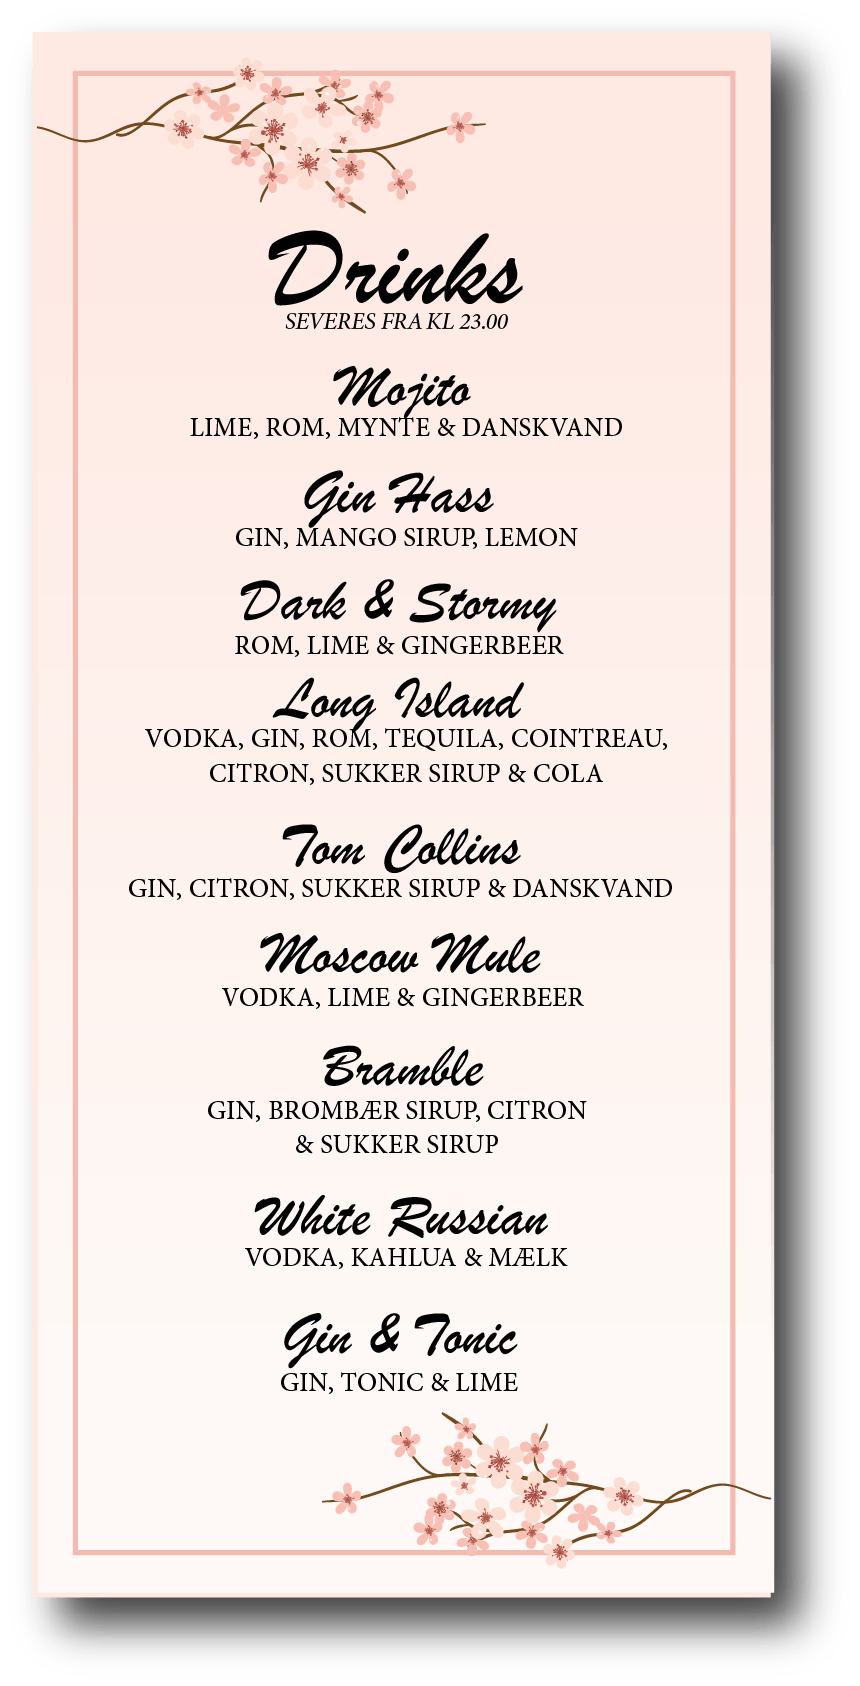 Drinks
SEVERES FRA KL 23.00
Mojito
LIME, ROM, MYNTE & DANSKVAND
Gin Hass
GIN, MANGO SIRUP, LEMON
Dark & Stormy
ROM, LIME & GINGERBEER
Long Island
VODKA, GIN, ROM, TEQUILA, COINTREAU,
CITRON, SUKKER SIRUP & COLA
Tom Collins
GIN, CITRON, SUKKER SIRUP & DANSKVAND
Moscow Mule
VODKA, LIME & GINGERBEER
Bramble
GIN, BROMBÆR SIRUP, CITRON
& SUKKER SIRUP
White Russian
VODKA, KAHLUA & MÆLK
Gin & Tonic
GIN, TONIC & LIME